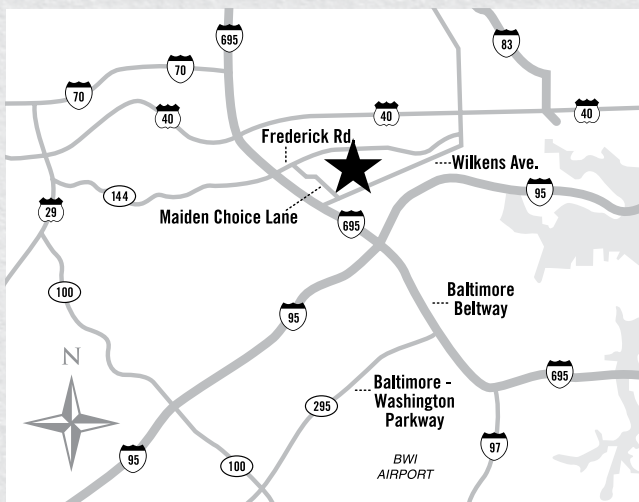 695
83
70
70
40
40
40
Frederick Rd.
Wilkens Ave.
144
95
29
Maiden Choice Lane
695
100
Baltimore
Beltway
95
N
695
Baltimore -
Washington
Parkway
295
97
95
100
BWI
AIRPORT